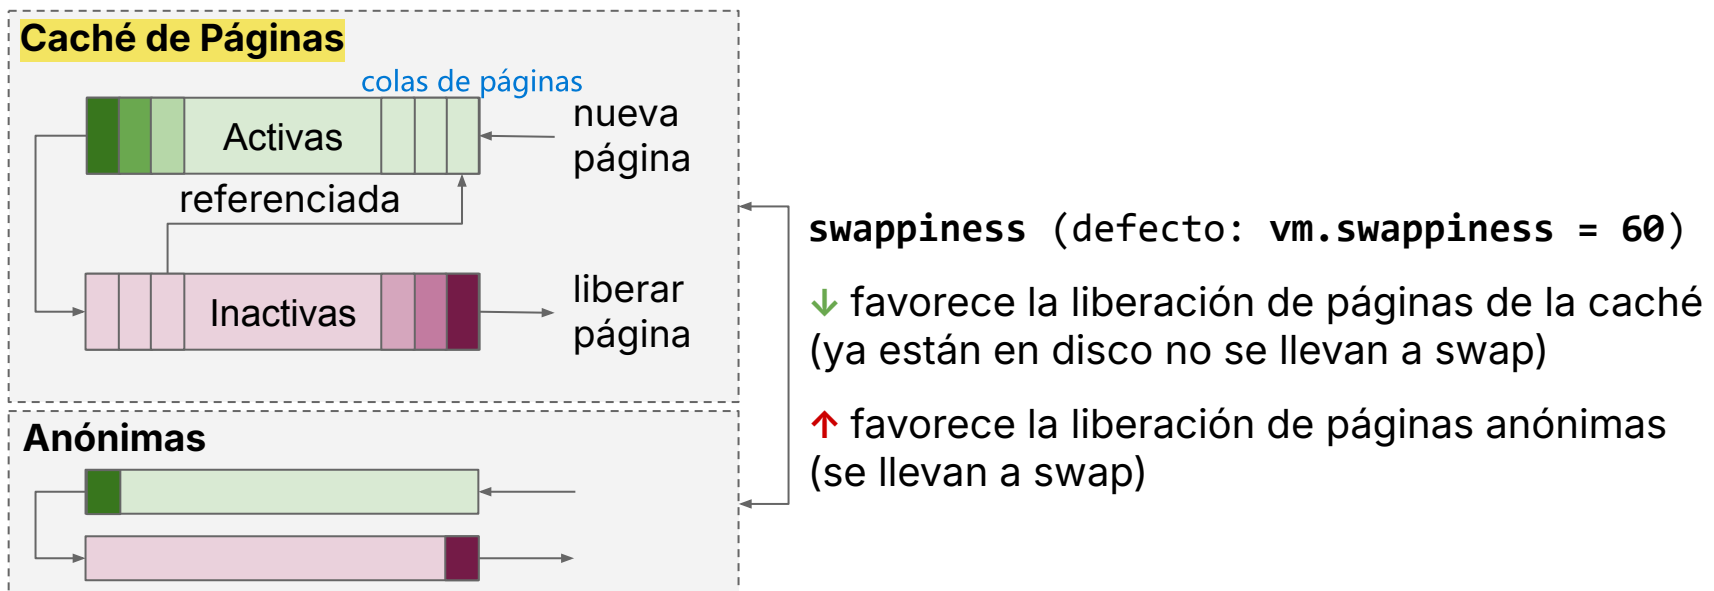 Caché de Páginas
colas de páginas
Activas
nueva
página
referenciada
Inactivas
liberar
página
Anónimas
swappiness (defecto: vm.swappiness = 60)
↓ favorece la liberación de páginas de la caché
(ya están en disco no se llevan a swap)
↑ favorece la liberación de páginas anónimas
(se llevan a swap)